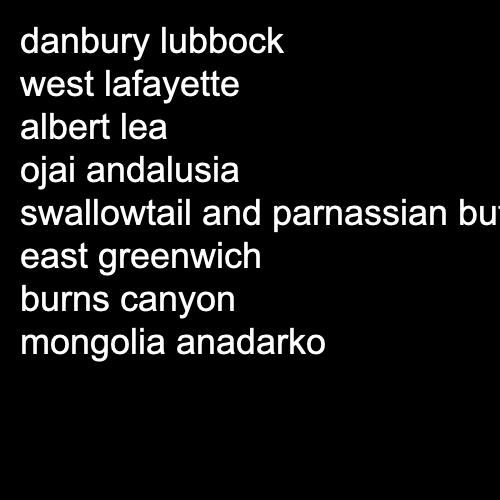 danbury lubbock
west lafayette
albert lea
ojai andalusia
swallowtail and parnassian
east greenwich
burns canyon
mongolia anadarko